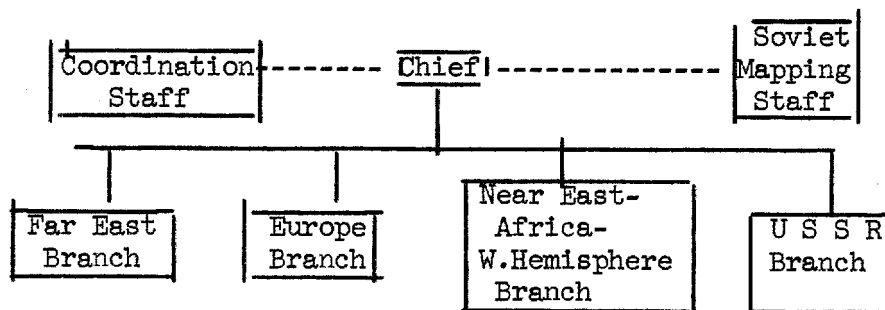 Coordination
Staff
Chief
Soviet
Mapping
Staff
Far East
Branch
Europe
Branch
Near East-
Africa-
W.Hemisphere
Branch
U S S R
Branch